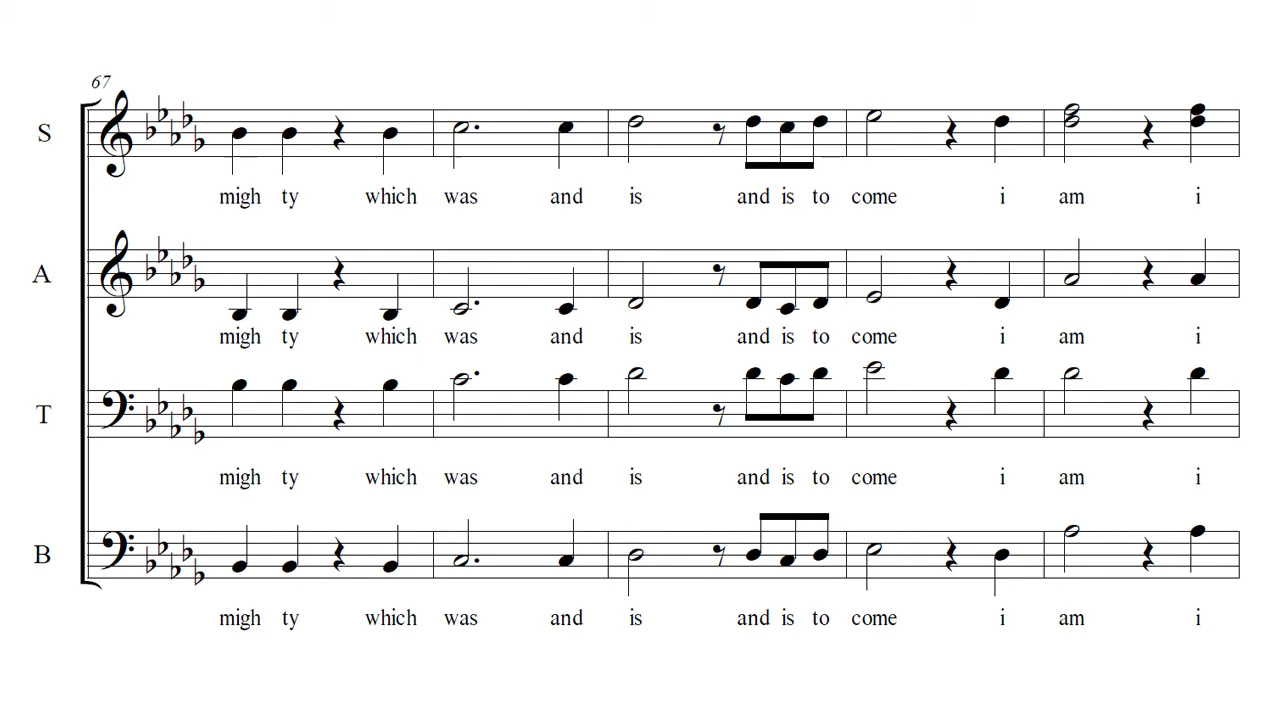 67
S
migh ty which was and is and is to come i am i
A
migh ty which was and is and is to come i am i
T
migh ty which was and is and is to come i am i
B
migh ty which was and is and is to come i am i